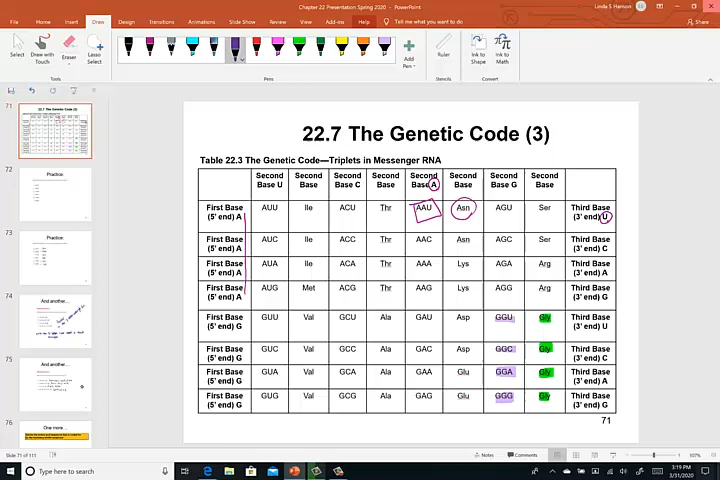 Chapter 22 Presentation Spring 2020 - PowerPoint
Linda S Hanson
File Home Insert Draw Design Transitions Animations Slide Show Review View Add-ins Help Tell me what you want to do
Share
Select Draw with Touch Eraser Lasso Select Add Pen Ruler Ink to Shape Ink to Math
Tools Pens Stencils Convert
71
22.7 The Genetic Code (3)
72
Practice:
73
Practice:
74
And another…
75
And another…
76
One more…
22.7 The Genetic Code (3)
Table 22.3 The Genetic Code—Triplets in Messenger RNA
Second Base U Second Base Second Base C Second Base Second Base A Second Base Second Base G Second Base
First Base (5' end) A AUU Ile ACU Thr AAU Asn AGU Ser Third Base (3' end) U
First Base (5' end) A AUC Ile ACC Thr AAC Asn AGC Ser Third Base (3' end) C
First Base (5' end) A AUA Ile ACA Thr AAA Lys AGA Arg Third Base (3' end) A
First Base (5' end) A AUG Met ACG Thr AAG Lys AGG Arg Third Base (3' end) G
First Base (5' end) G GUU Val GCU Ala GAU Asp GGU Gly Third Base (3' end) U
First Base (5' end) G GUC Val GCC Ala GAC Asp GGC Gly Third Base (3' end) C
First Base (5' end) G GUA Val GCA Ala GAA Glu GGA Gly Third Base (3' end) A
First Base (5' end) G GUG Val GCG Ala GAG Glu GGG Gly Third Base (3' end) G
71
Slide 71 of 111 Notes Comments 107%
Type here to search
3:19 PM
3/31/2020